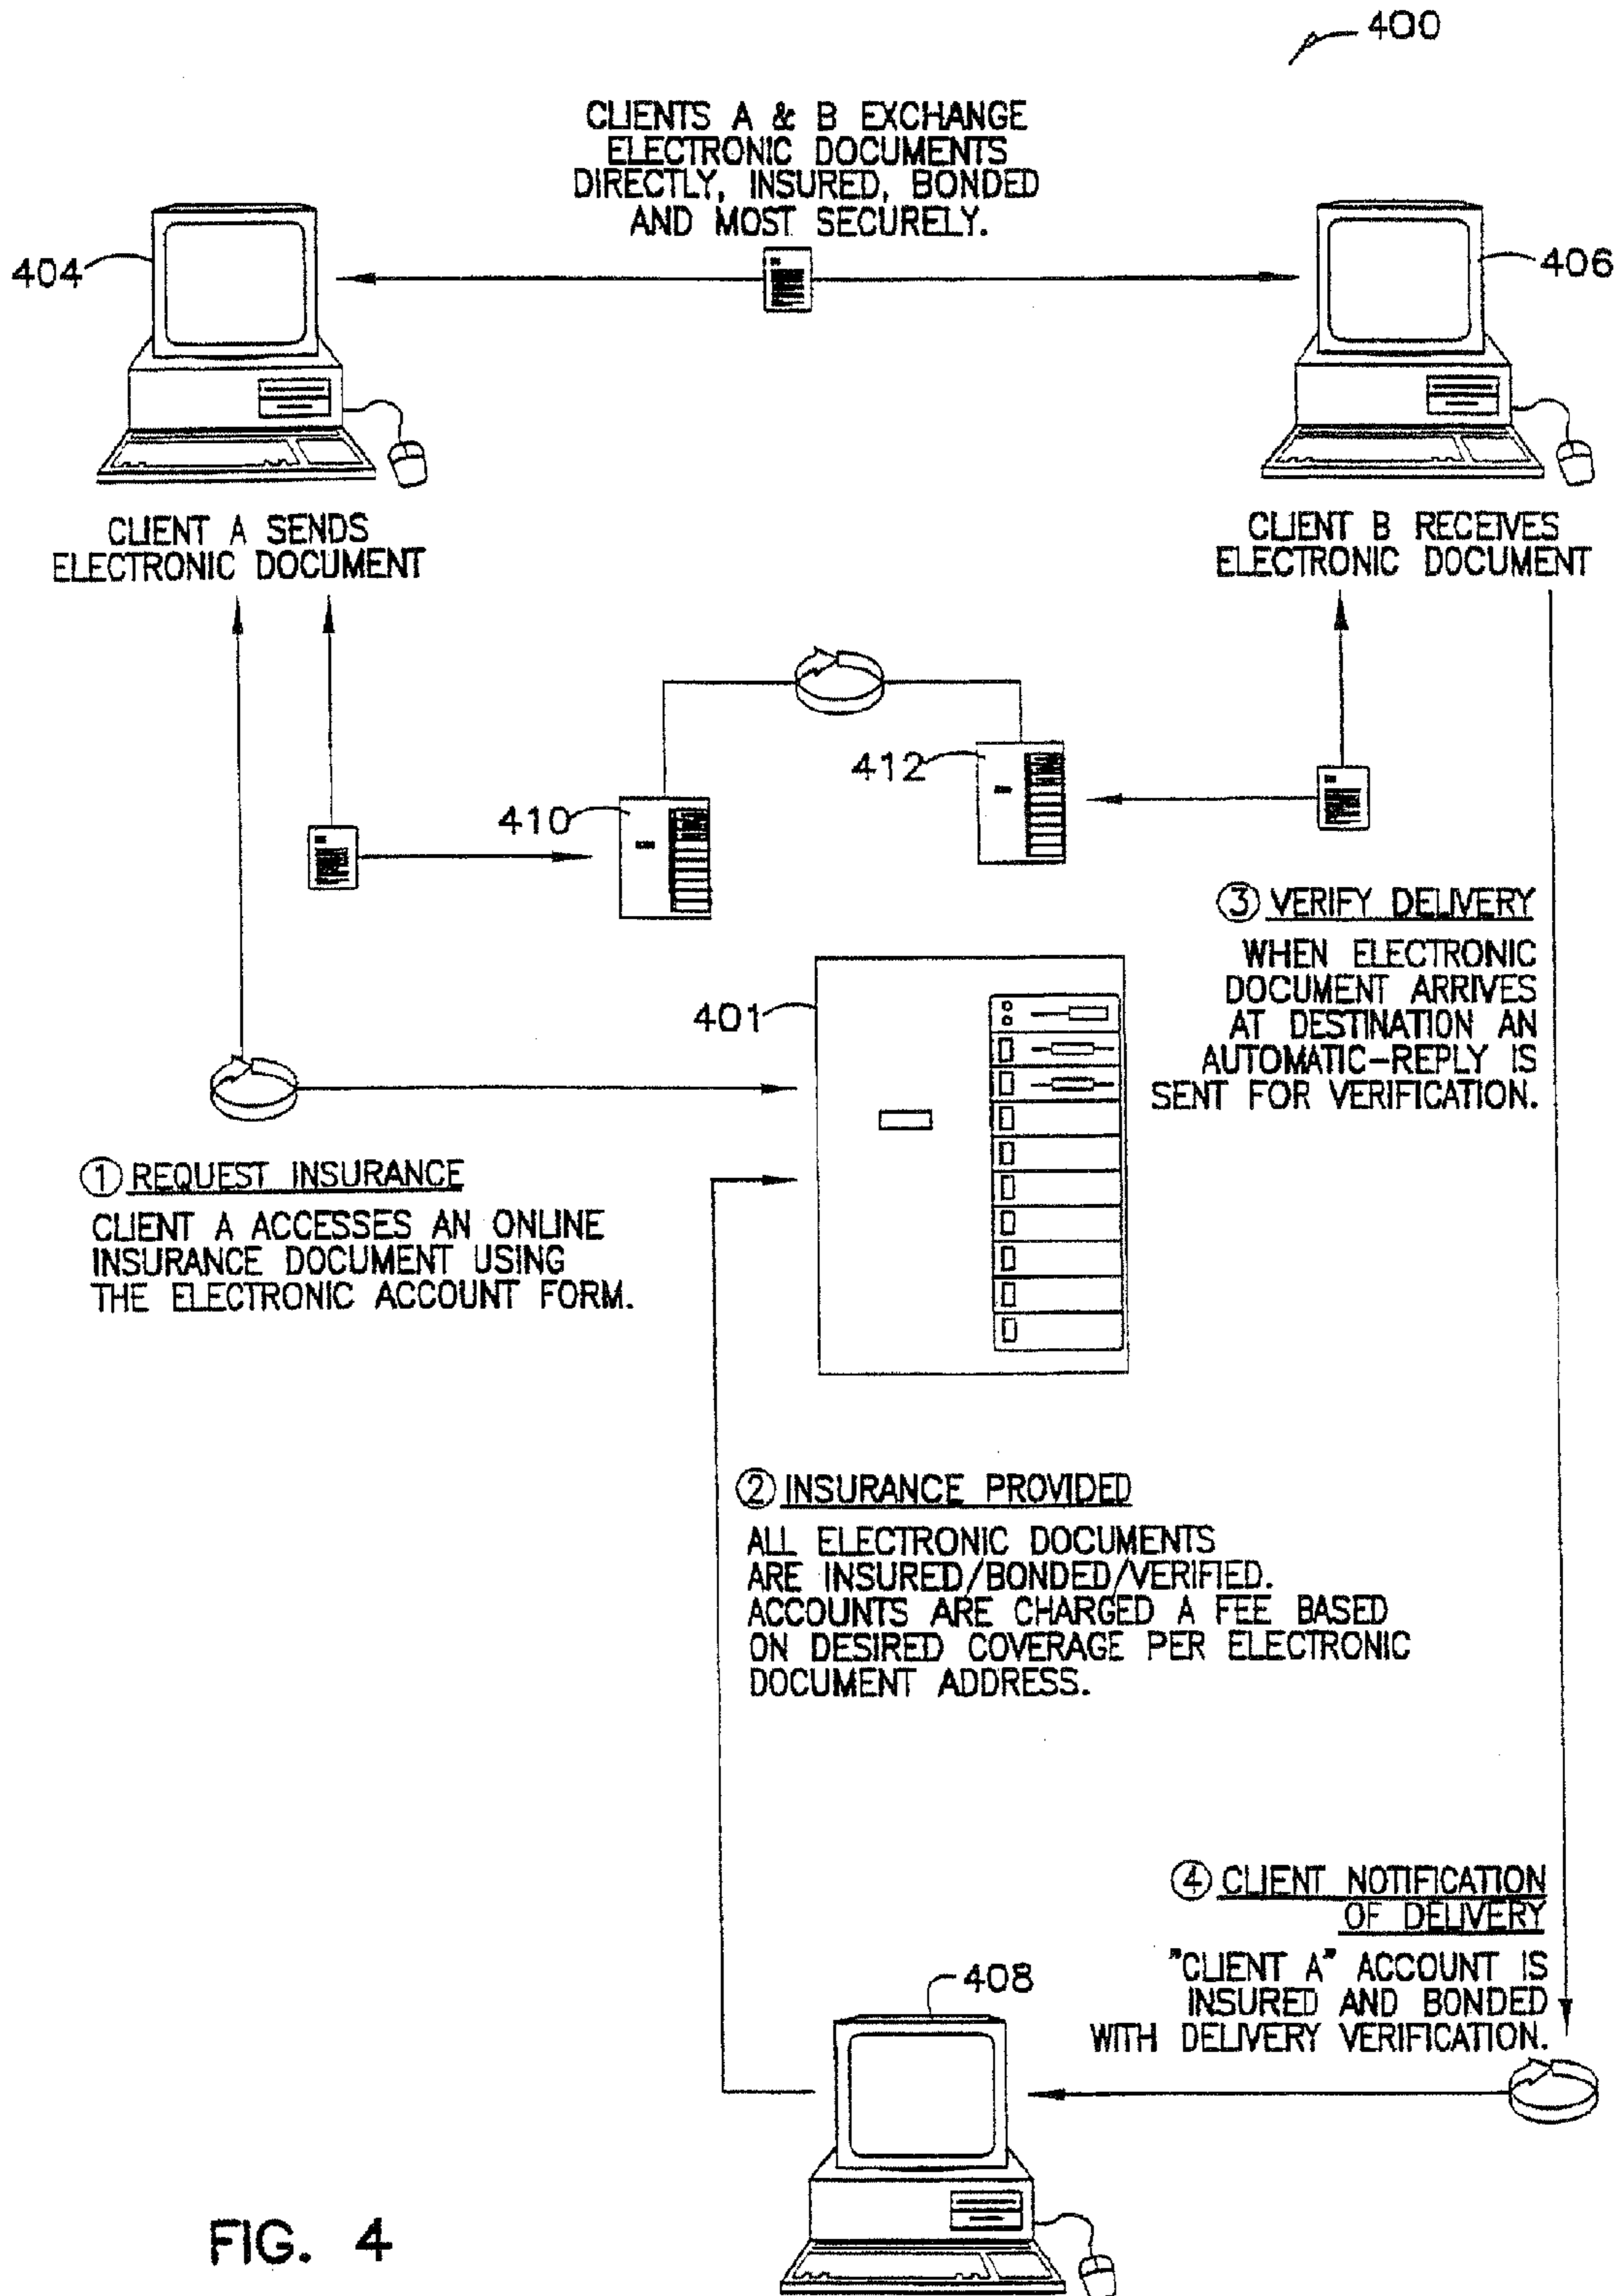 400
CLIENTS A & B EXCHANGE
ELECTRONIC DOCUMENTS
DIRECTLY, INSURED, BONDED
AND MOST SECURELY.
404
406
CLIENT A SENDS
ELECTRONIC DOCUMENT
CLIENT B RECEIVES
ELECTRONIC DOCUMENT
412
410
③ VERIFY DELIVERY
WHEN ELECTRONIC
DOCUMENT ARRIVES
AT DESTINATION AN
AUTOMATIC-REPLY IS
SENT FOR VERIFICATION.
401
① REQUEST INSURANCE
CLIENT A ACCESSES AN ONLINE
INSURANCE DOCUMENT USING
THE ELECTRONIC ACCOUNT FORM.
② INSURANCE PROVIDED
ALL ELECTRONIC DOCUMENTS
ARE INSURED/BONDED/VERIFIED.
ACCOUNTS ARE CHARGED A FEE BASED
ON DESIRED COVERAGE PER ELECTRONIC
DOCUMENT ADDRESS.
④ CLIENT NOTIFICATION
OF DELIVERY
"CLIENT A" ACCOUNT IS
INSURED AND BONDED
WITH DELIVERY VERIFICATION.
408
FIG. 4